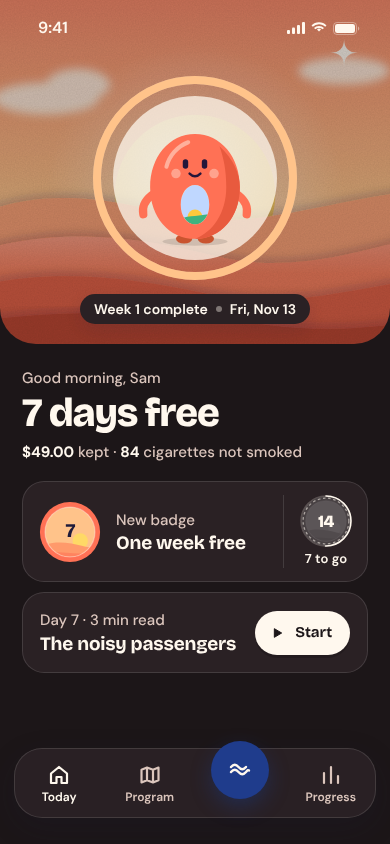 9:41
Week 1 complete • Fri, Nov 13
Good morning, Sam
7 days free
$49.00 kept · 84 cigarettes not smoked
7
New badge
One week free
14
7 to go
Day 7 · 3 min read
The noisy passengers
Start
Today
Program
Progress